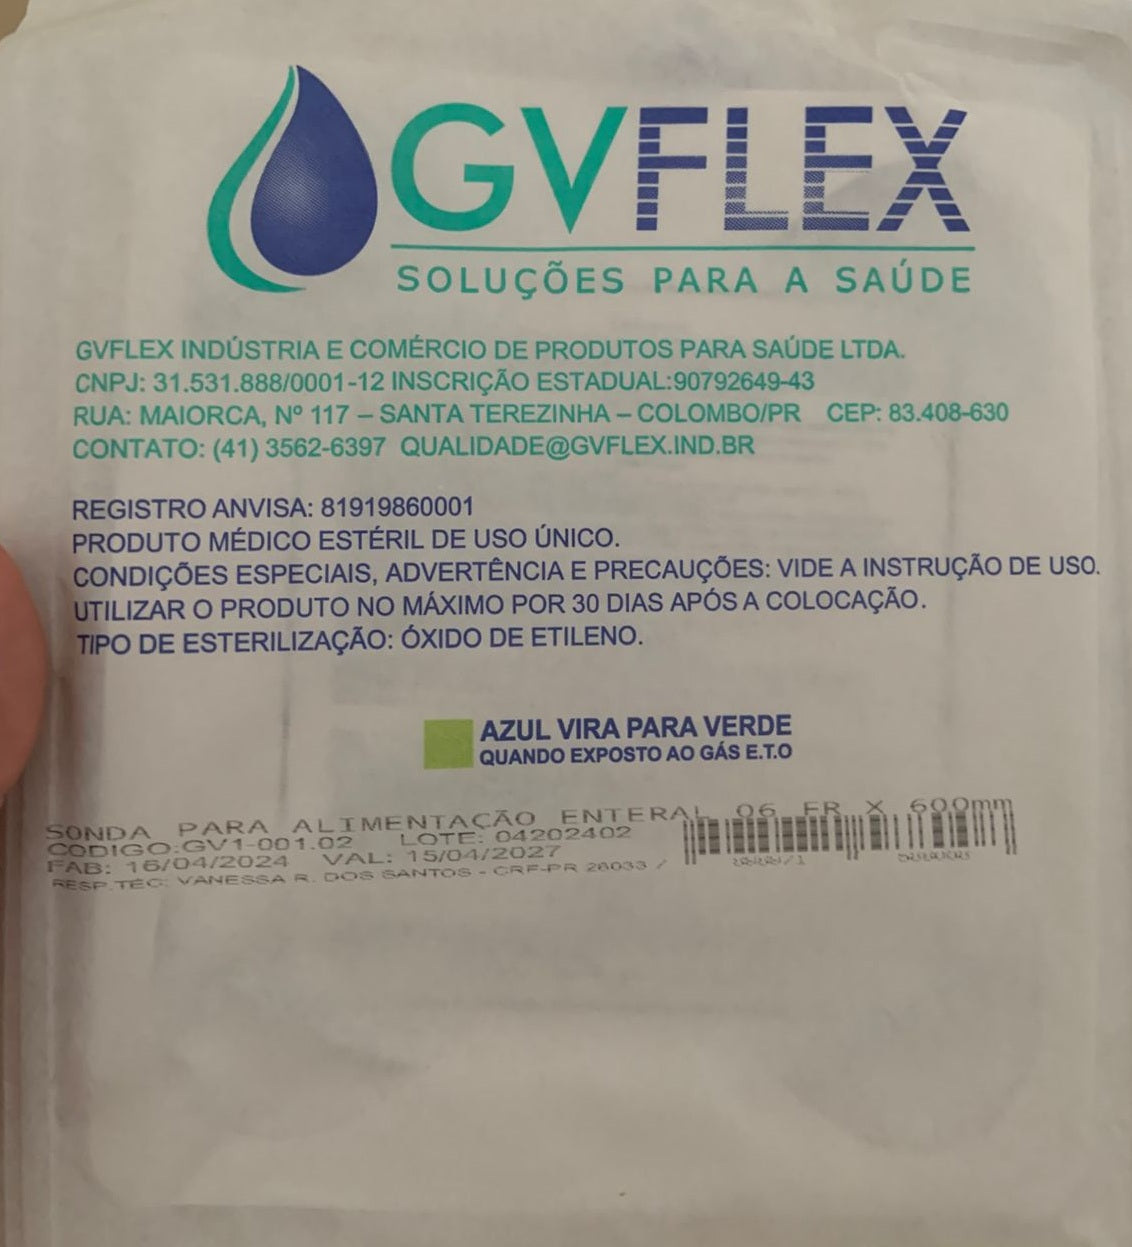 GVFLEX
SOLUÇÕES PARA A SAÚDE
GVFLEX INDÚSTRIA E COMÉRCIO DE PRODUTOS PARA SAÚDE LTDA.
CNPJ: 31.531.888/0001-12 INSCRIÇÃO ESTADUAL:90792649-43
RUA: MAIORCA, Nº 117 – SANTA TEREZINHA – COLOMBO/PR CEP: 83.408-630
CONTATO: (41) 3562-6397 QUALIDADE@GVFLEX.IND.BR
REGISTRO ANVISA: 81919860001
PRODUTO MÉDICO ESTÉRIL DE USO ÚNICO.
CONDIÇÕES ESPECIAIS, ADVERTÊNCIA E PRECAUÇÕES: VIDE A INSTRUÇÃO DE USO.
UTILIZAR O PRODUTO NO MÁXIMO POR 30 DIAS APÓS A COLOCAÇÃO.
TIPO DE ESTERILIZAÇÃO: ÓXIDO DE ETILENO.
AZUL VIRA PARA VERDE
QUANDO EXPOSTO AO GÁS E.T.O
SONDA PARA ALIMENTAÇÃO ENTERAL 06 FR X 600mm
CODIGO:GV1-001.02 LOTE: 04202402
FAB: 16/04/2024 VAL: 15/04/2027
RESP.TEC: VANESSA R. DOS SANTOS - CRF-PR 26033 /